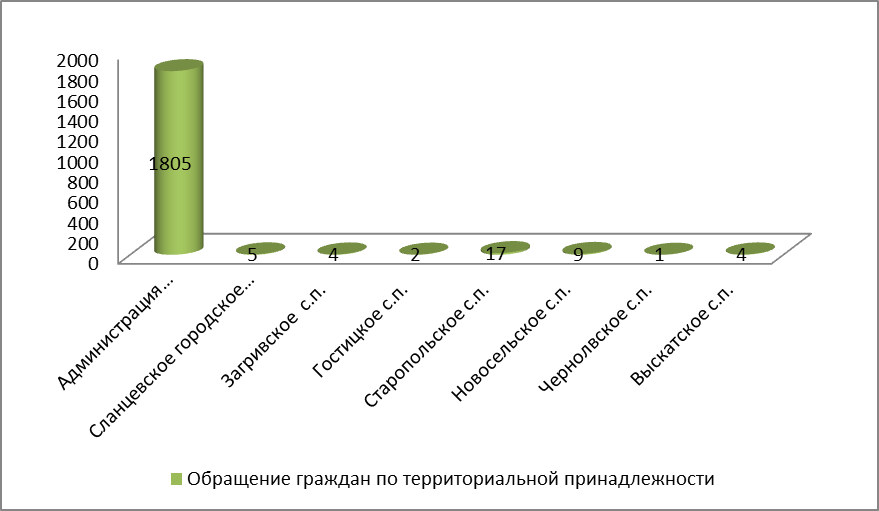 2000
1800
1600
1400
1200
1000
800
600
400
200
0
1805
5
4
2
17
9
1
4
Администрация...
Сланцевское городское...
Загривское с.п.
Гостицкое с.п.
Старопольское с.п.
Новосельское с.п.
Чернолвское с.п.
Выскатское с.п.
Обращение граждан по территориальной принадлежности